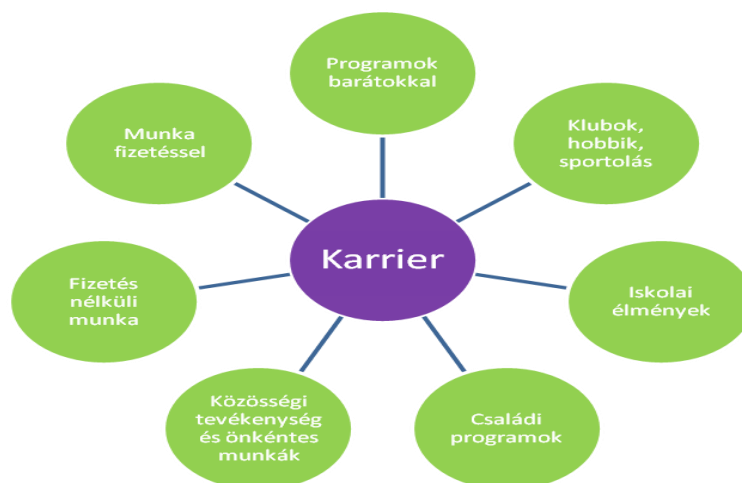 Programok
barátokkal
Klubok,
hobbik,
sportolás
Iskolai
élmények
Családi
programok
Közösségi
tevékenység
és önkéntes
munkák
Fizetés
nélküli
munka
Munka
fizetéssel
Karrier